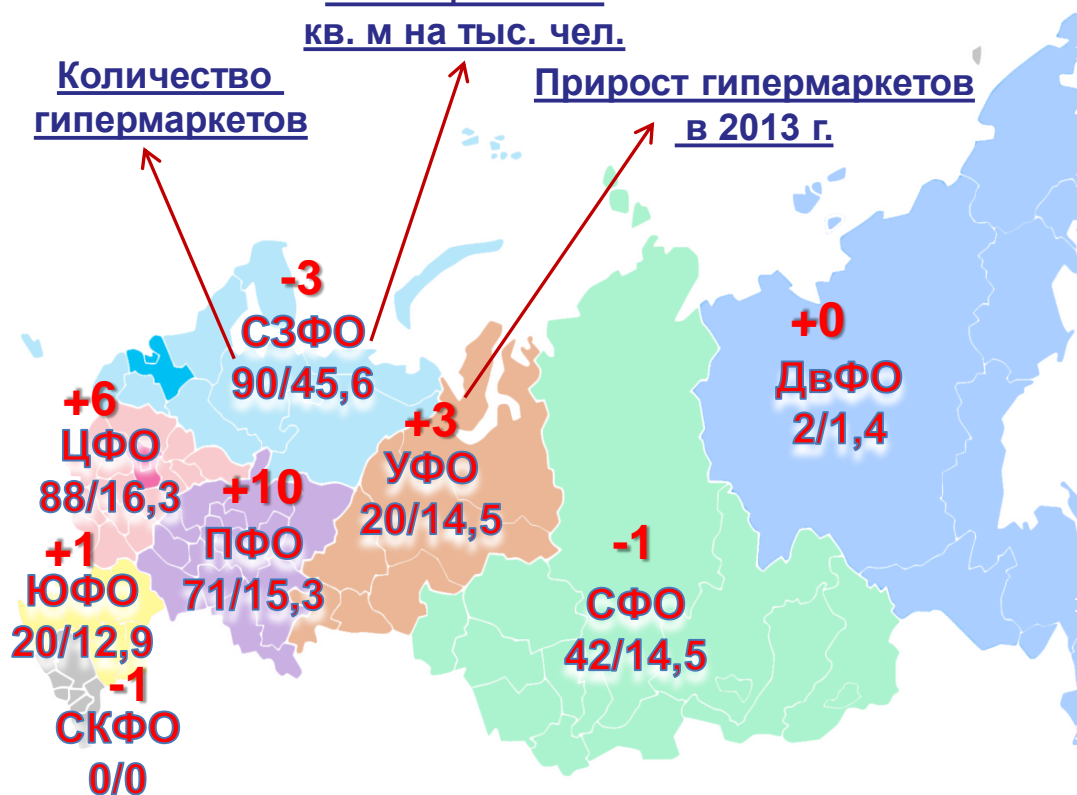 кв. м на тыс. чел.
Количество
гипермаркетов
Прирост гипермаркетов
в 2013 г.
-3
СЗФО
90/45,6
+0
ДвФО
2/1,4
+6
ЦФО
88/16,3
+3
УФО
20/14,5
+10
ПФО
71/15,3
+1
ЮФО
20/12,9
-1
СФО
42/14,5
-1
СКФО
0/0